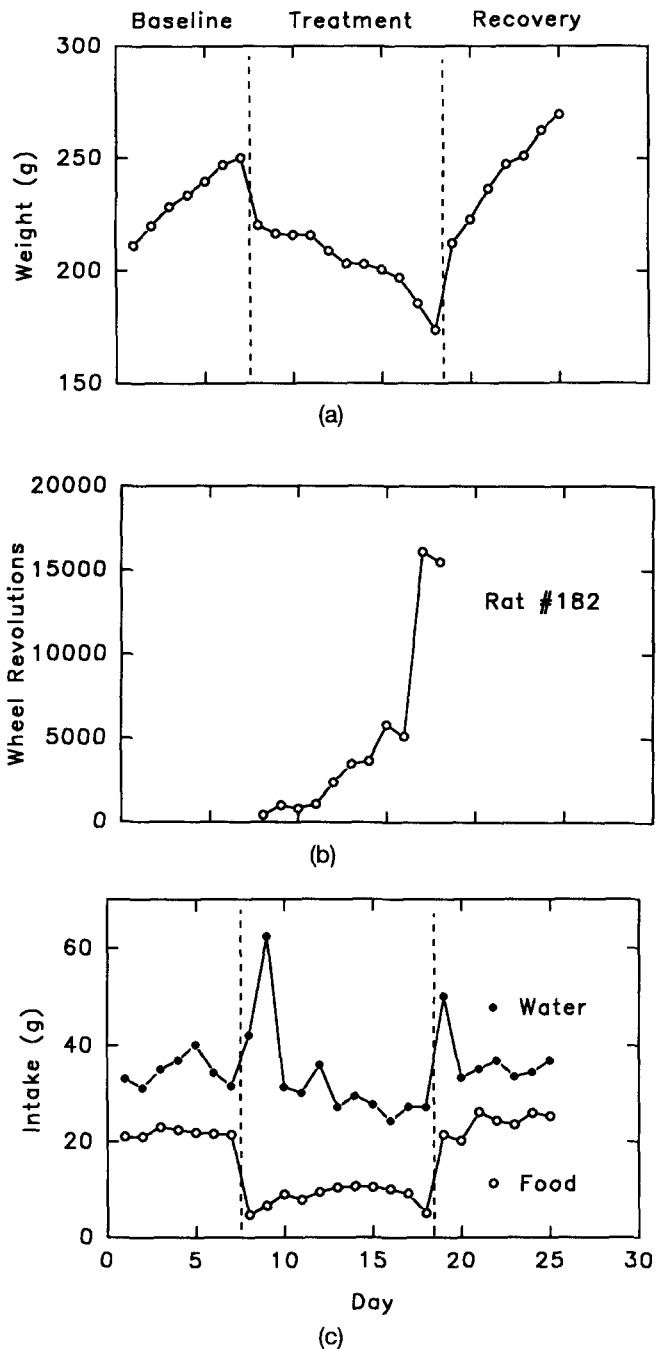 Baseline Treatment Recovery
300
250
200
150
Weight (g)
(a)
20000
15000
10000
5000
0
Wheel Revolutions
Rat #182
(b)
60
40
20
0
Intake (g)
Water
Food
0 5 10 15 20 25 30
Day
(c)